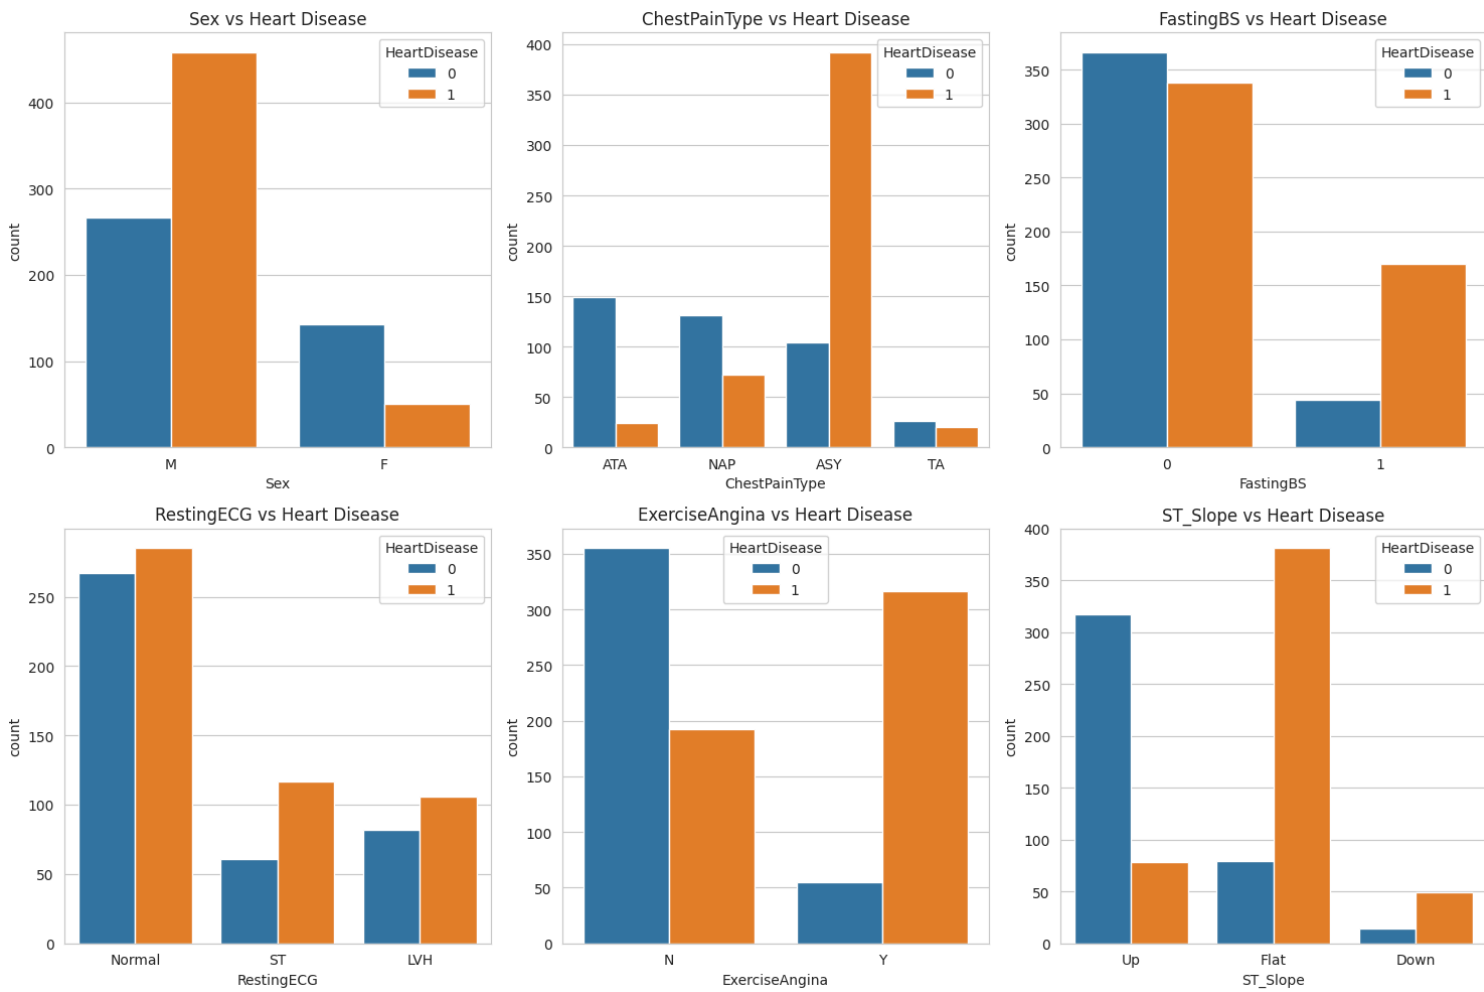 Sex vs Heart Disease
HeartDisease
0
1
400
300
200
100
0
count
M
F
Sex
ChestPainType vs Heart Disease
HeartDisease
0
1
400
350
300
250
200
150
100
50
0
count
ATA
NAP
ASY
TA
ChestPainType
FastingBS vs Heart Disease
HeartDisease
0
1
350
300
250
200
150
100
50
0
count
0
1
FastingBS
RestingECG vs Heart Disease
HeartDisease
0
1
250
200
150
100
50
0
count
Normal
ST
LVH
RestingECG
ExerciseAngina vs Heart Disease
HeartDisease
0
1
350
300
250
200
150
100
50
0
count
N
Y
ExerciseAngina
ST_Slope vs Heart Disease
HeartDisease
0
1
400
350
300
250
200
150
100
50
0
count
Up
Flat
Down
ST_Slope